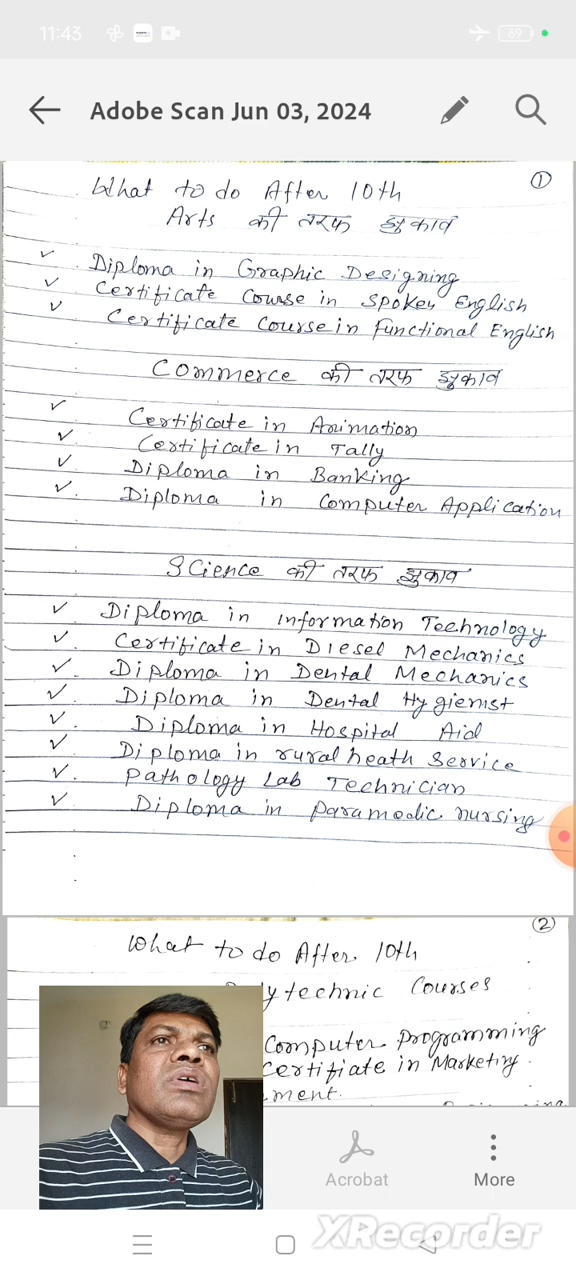 11:43
69
Adobe Scan Jun 03, 2024
1
What to do After 10th
Arts की तरफ झुकाव
Diploma in Graphic Designing
Certificate Course in Spokey English
Certificate Course in Functional English
Commerce की तरफ झुकाव
Certificate in Animation
Certificate in Tally
Diploma in Banking
Diploma in Computer Application
Science की तरफ झुकाव
Diploma in Information Technology
Certificate in Diesel Mechanics
Diploma in Dental Mechanics
Diploma in Dental Hygienist
Diploma in Hospital Aid
Diploma in rural heath Service
Pathology Lab Technician
Diploma in paramedic nursing
2
What to do After 10th
Courses
Computer Programming
Certifiate in Marketing
Acrobat
More
XRecorder